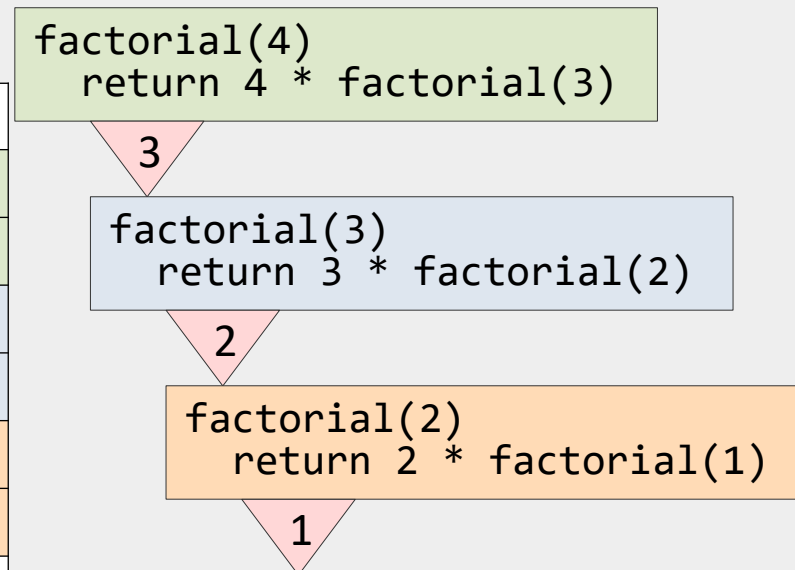 factorial(4)
return 4 * factorial(3)
3
factorial(3)
return 3 * factorial(2)
2
factorial(2)
return 2 * factorial(1)
1